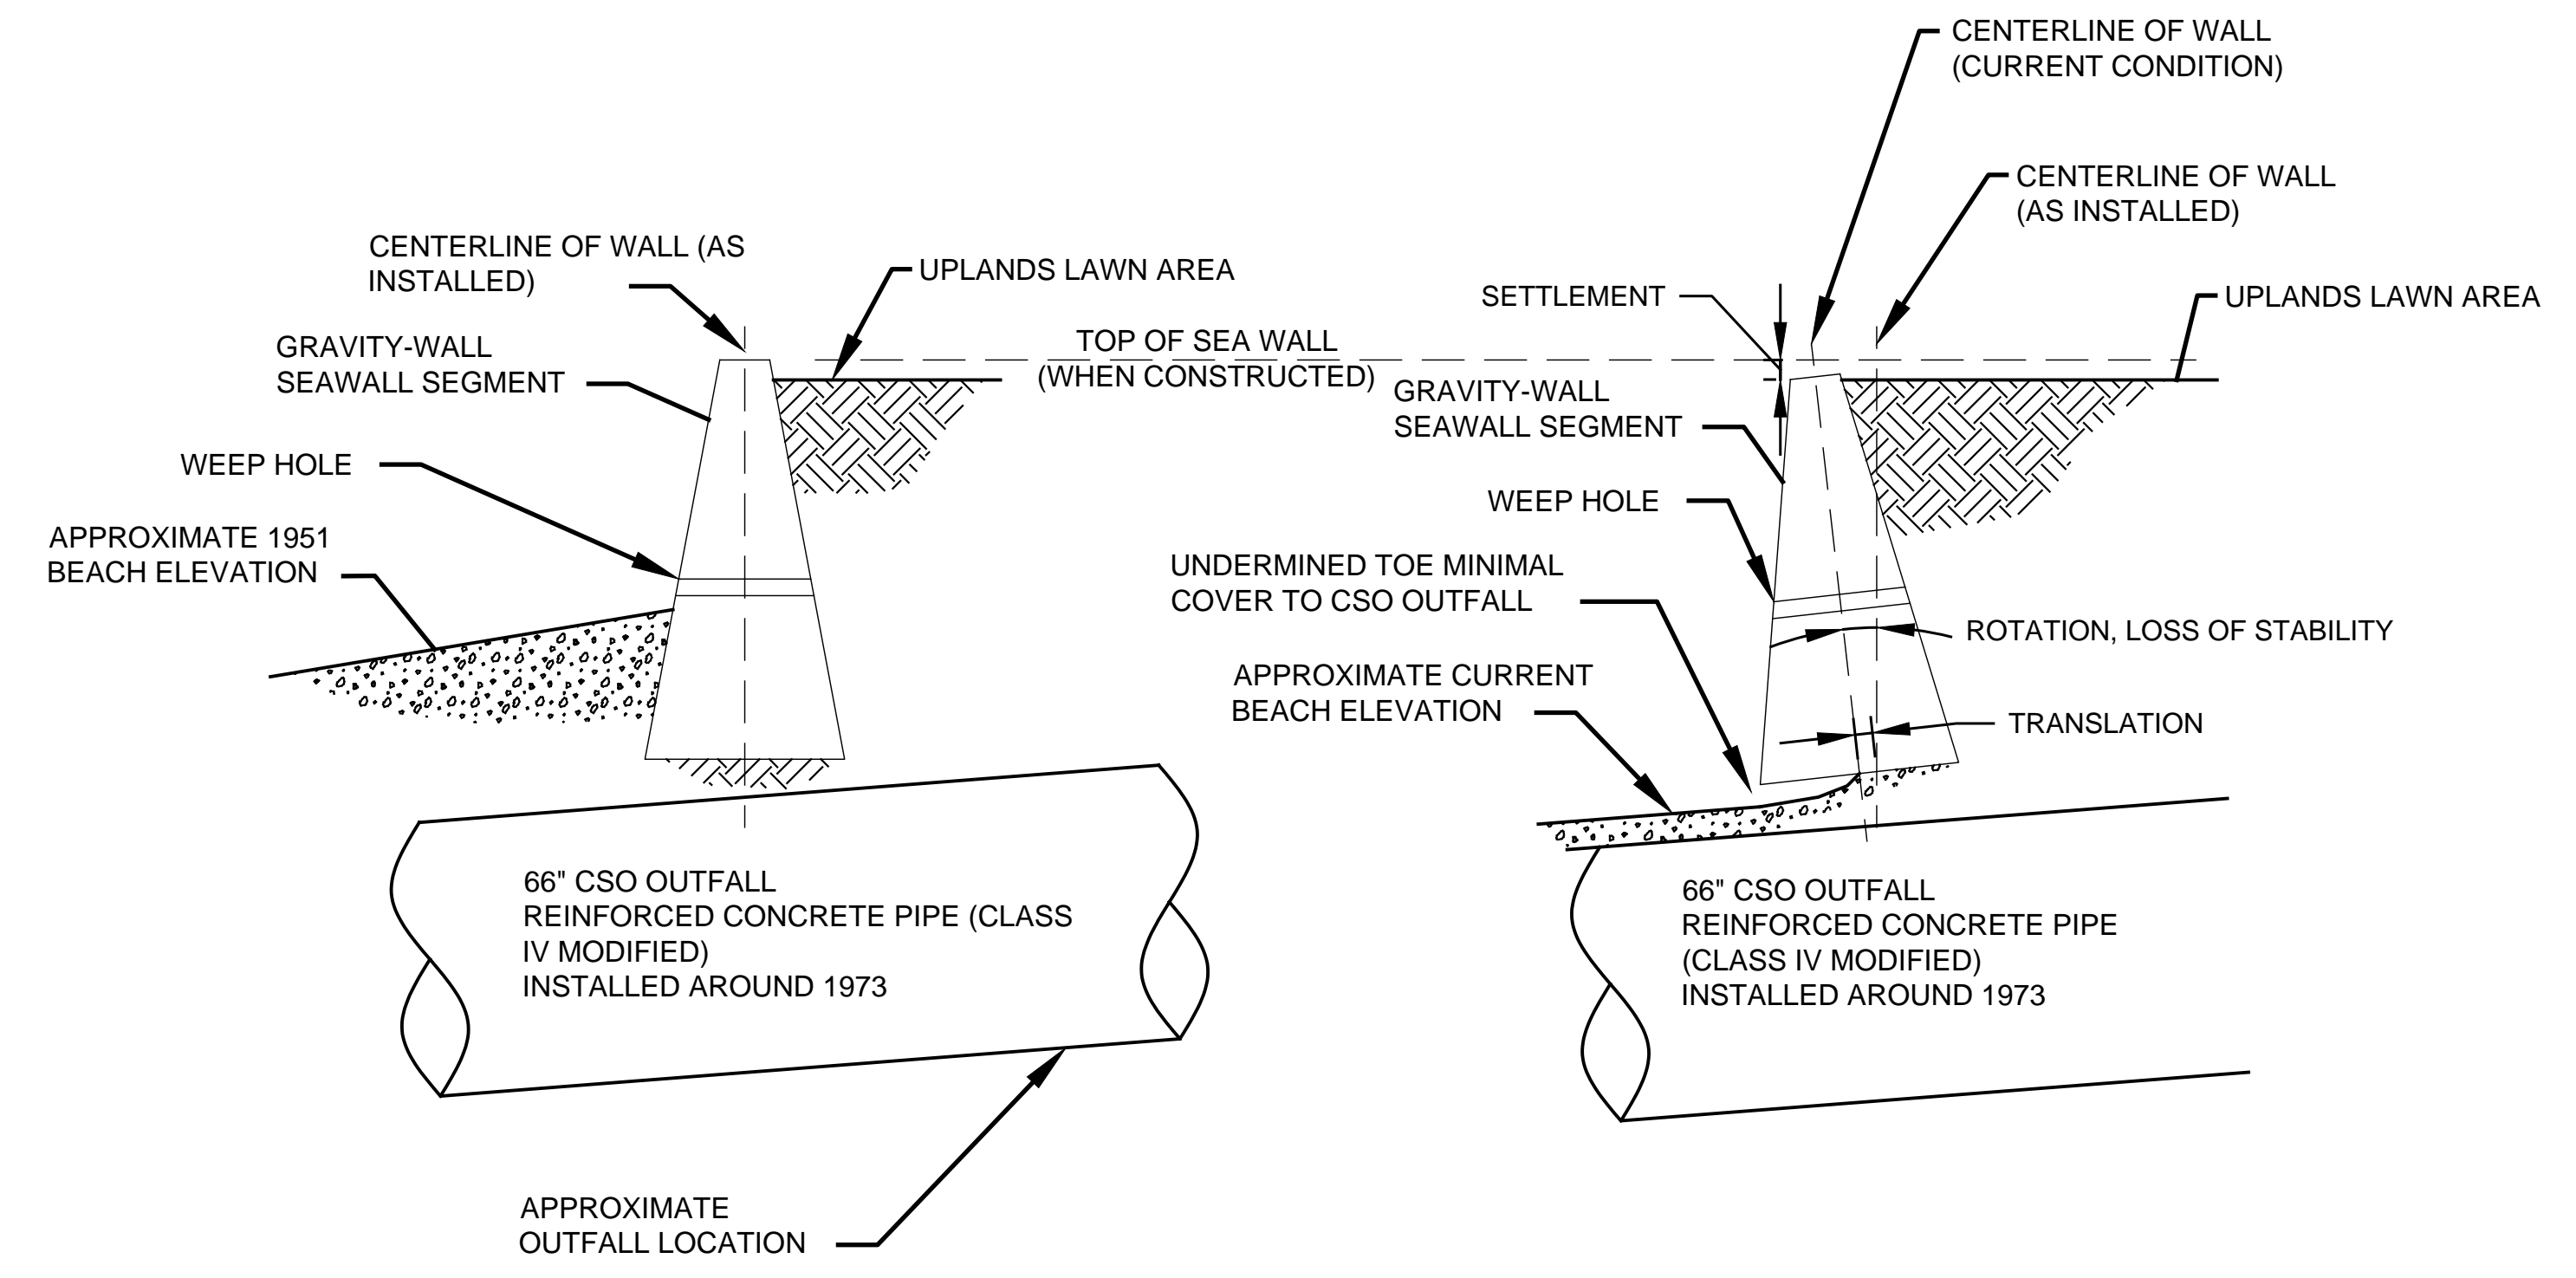 CENTERLINE OF WALL (AS
INSTALLED)
UPLANDS LAWN AREA
GRAVITY-WALL
SEAWALL SEGMENT
WEEP HOLE
APPROXIMATE 1951
BEACH ELEVATION
66" CSO OUTFALL
REINFORCED CONCRETE PIPE (CLASS
IV MODIFIED)
INSTALLED AROUND 1973
APPROXIMATE
OUTFALL LOCATION
TOP OF SEA WALL
(WHEN CONSTRUCTED)
CENTERLINE OF WALL
(CURRENT CONDITION)
CENTERLINE OF WALL
(AS INSTALLED)
SETTLEMENT
UPLANDS LAWN AREA
GRAVITY-WALL
SEAWALL SEGMENT
WEEP HOLE
UNDERMINED TOE MINIMAL
COVER TO CSO OUTFALL
ROTATION, LOSS OF STABILITY
APPROXIMATE CURRENT
BEACH ELEVATION
TRANSLATION
66" CSO OUTFALL
REINFORCED CONCRETE PIPE
(CLASS IV MODIFIED)
INSTALLED AROUND 1973